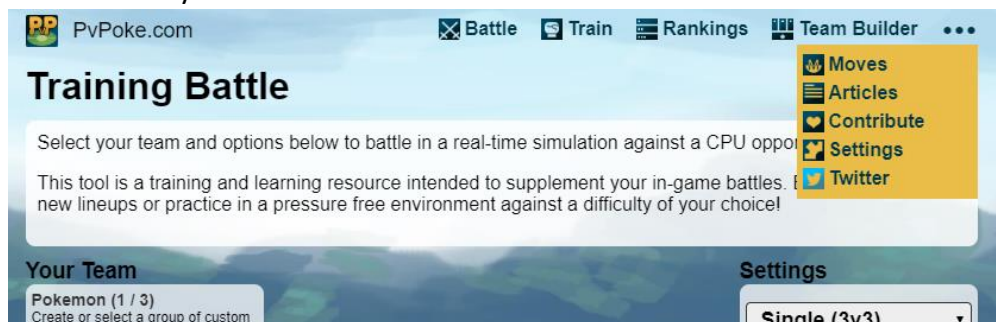 PvPoke.com
Battle
Train
Rankings
Team Builder
Moves
Articles
Contribute
Settings
Twitter
Training Battle
Select your team and options below to battle in a real-time simulation against a CPU
This tool is a training and learning resource intended to supplement your in-game battles.
new lineups or practice in a pressure free environment against a difficulty of your choice!
Your Team
Settings
Pokemon (1 / 3)
Create or select a group of custom
Single (3v3)